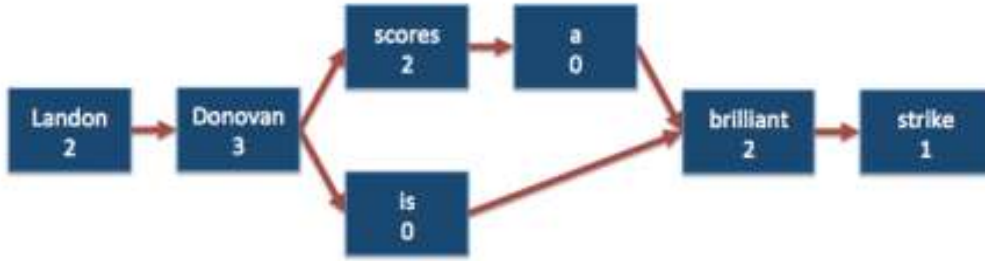 Landon
2
Donovan
3
scores
2
a
0
is
0
brilliant
2
strike
1